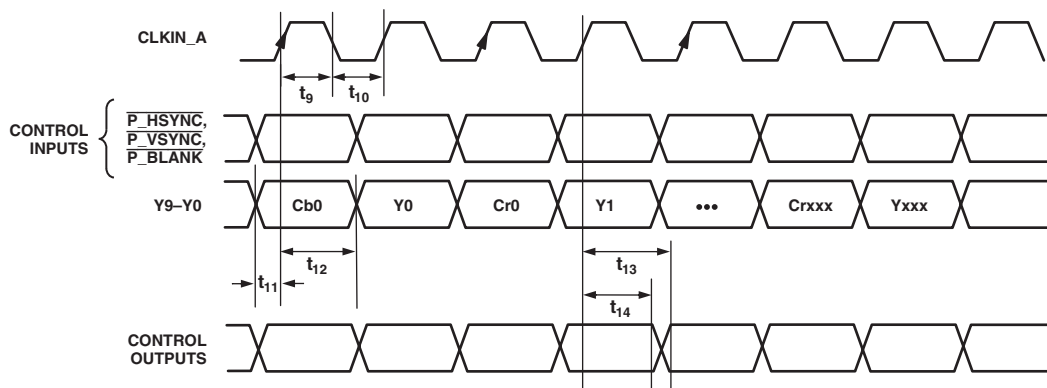 CLKIN_A
t9
t10
CONTROL
INPUTS
P_HSYNC,
P_VSYNC,
P_BLANK
Y9–Y0
Cb0
Y0
Cr0
Y1
•••
Crxxx
Yxxx
t12
t11
t13
t14
CONTROL
OUTPUTS